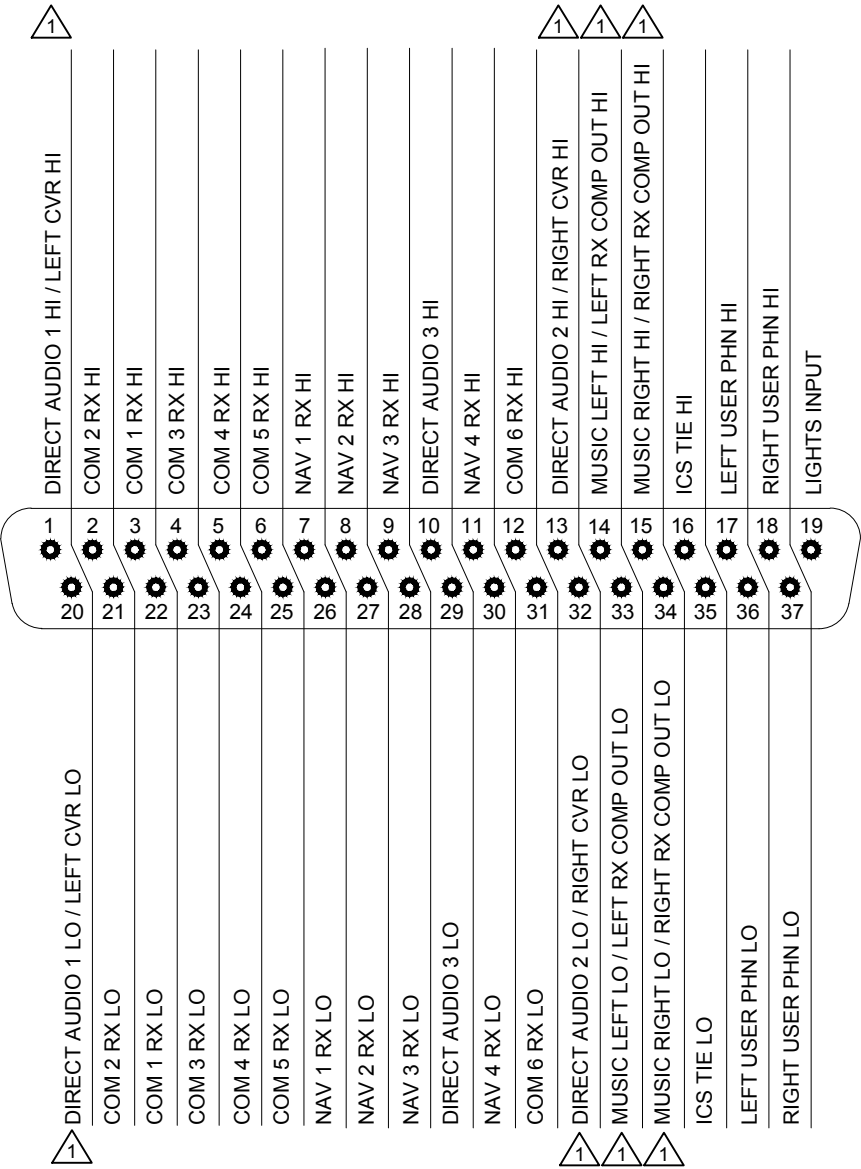 1 1 1 1
DIRECT AUDIO 1 HI / LEFT CVR HI
COM 2 RX HI
COM 1 RX HI
COM 3 RX HI
COM 4 RX HI
COM 5 RX HI
NAV 1 RX HI
NAV 2 RX HI
NAV 3 RX HI
DIRECT AUDIO 3 HI
NAV 4 RX HI
COM 6 RX HI
DIRECT AUDIO 2 HI / RIGHT CVR HI
MUSIC LEFT HI / LEFT RX COMP OUT HI
MUSIC RIGHT HI / RIGHT RX COMP OUT HI
ICS TIE HI
LEFT USER PHN HI
RIGHT USER PHN HI
LIGHTS INPUT
1 2 3 4 5 6 7 8 9 10 11 12 13 14 15 16 17 18 19
20 21 22 23 24 25 26 27 28 29 30 31 32 33 34 35 36 37
DIRECT AUDIO 1 LO / LEFT CVR LO
COM 2 RX LO
COM 1 RX LO
COM 3 RX LO
COM 4 RX LO
COM 5 RX LO
NAV 1 RX LO
NAV 2 RX LO
NAV 3 RX LO
DIRECT AUDIO 3 LO
NAV 4 RX LO
COM 6 RX LO
DIRECT AUDIO 2 LO / RIGHT CVR LO
MUSIC LEFT LO / LEFT RX COMP OUT LO
MUSIC RIGHT LO / RIGHT RX COMP OUT LO
ICS TIE LO
LEFT USER PHN LO
RIGHT USER PHN LO
1 1 1 1